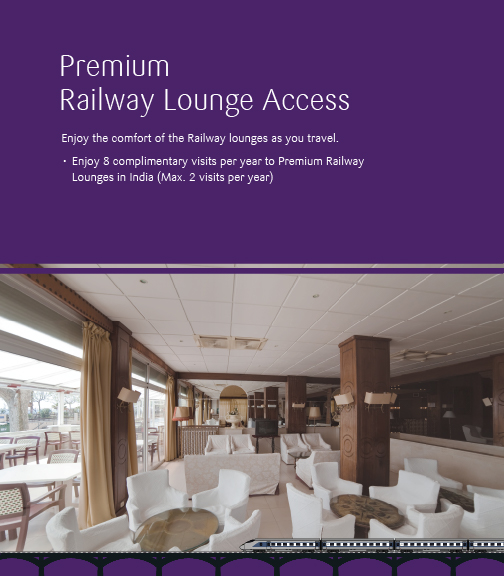 Premium
Railway Lounge Access
Enjoy the comfort of the Railway lounges as you travel.
• Enjoy 8 complimentary visits per year to Premium Railway
Lounges in India (Max. 2 visits per year)